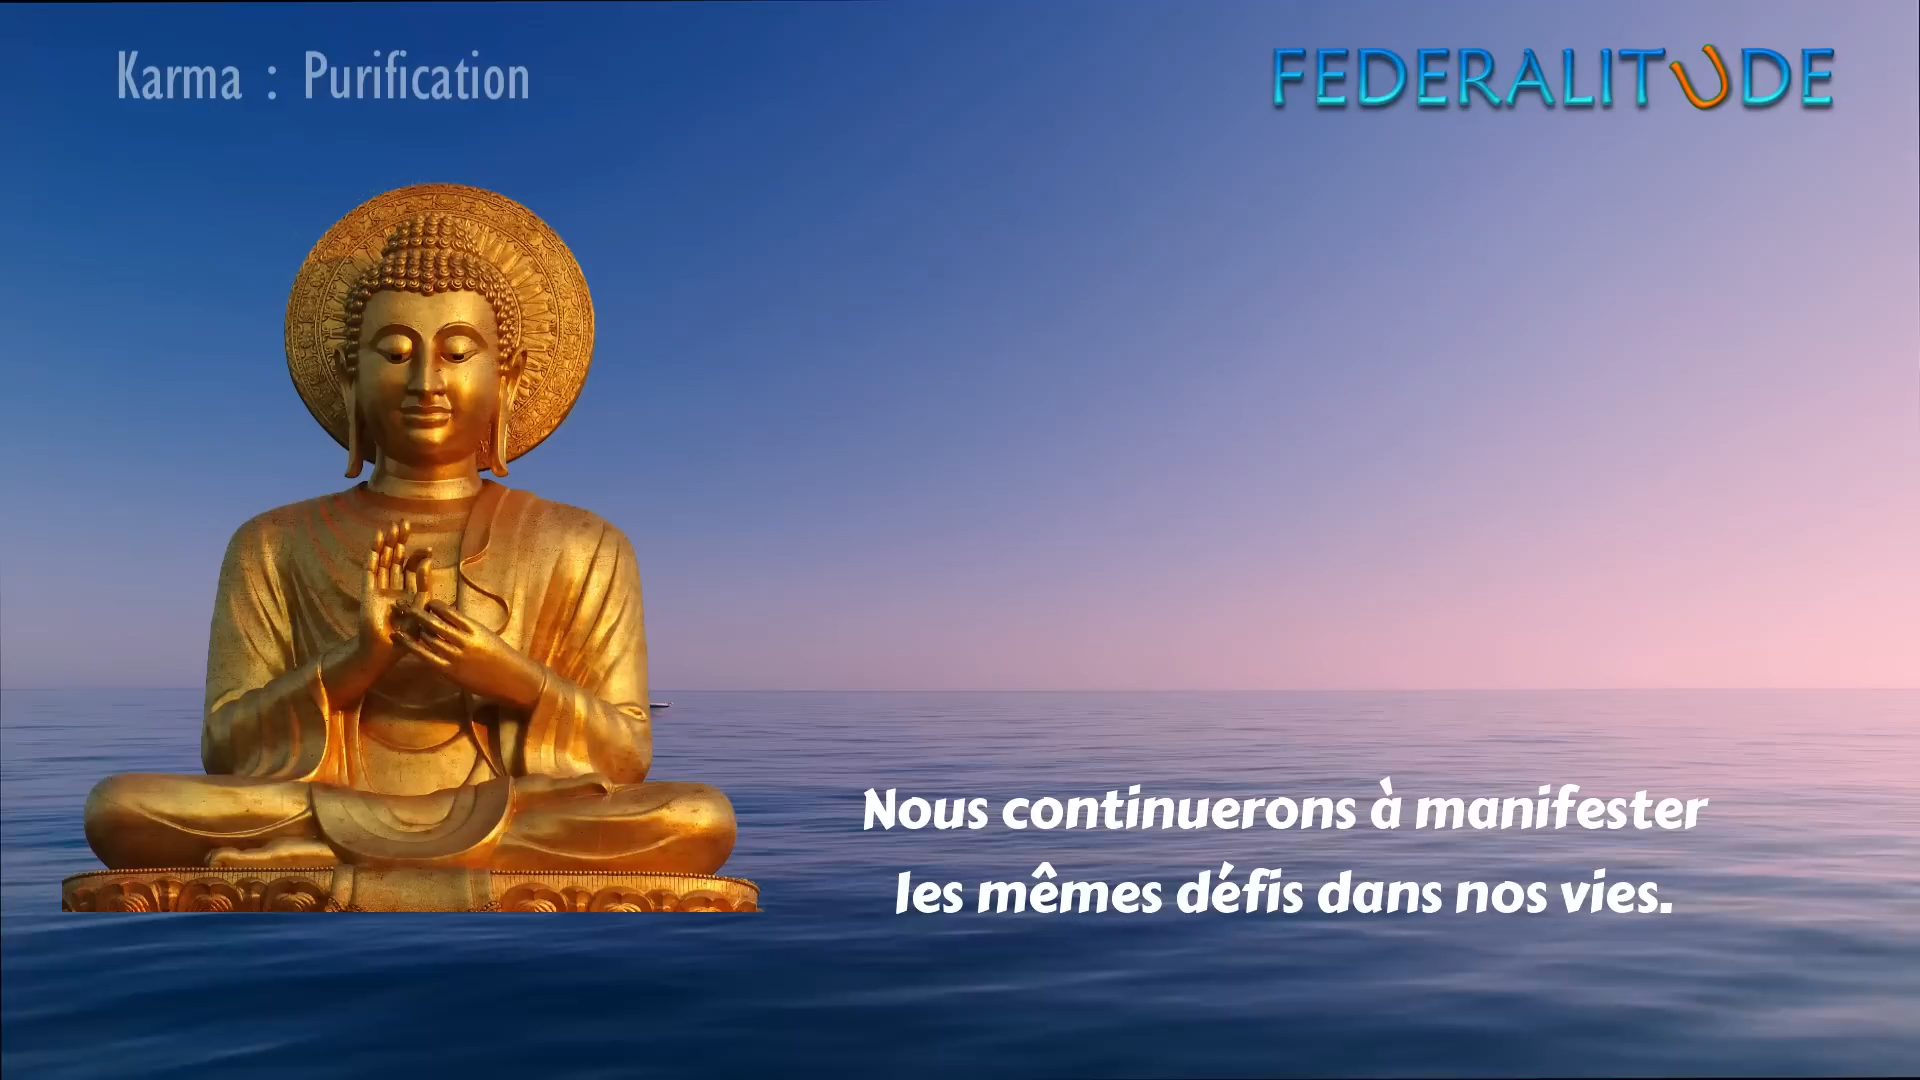 Karma : Purification
FEDERALITUDE
Nous continuerons à manifester
les mêmes défis dans nos vies.